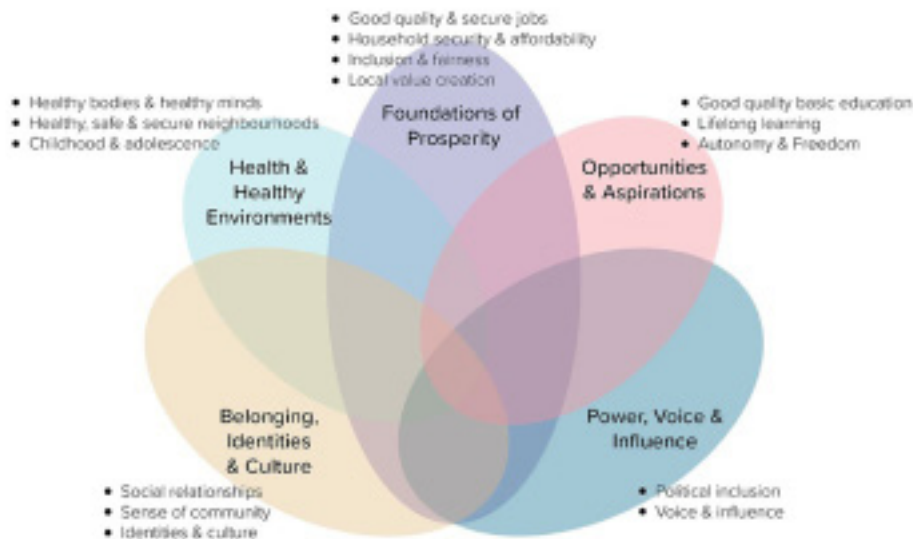 • Good quality & secure jobs
• Household security & affordability
• Inclusion & fairness
• Local value creation
Foundations of
Prosperity
• Healthy bodies & healthy minds
• Healthy, safe & secure neighbourhoods
• Childhood & adolescence
Health &
Healthy
Environments
• Good quality basic education
• Lifelong learning
• Autonomy & Freedom
Opportunities
& Aspirations
Belonging,
Identities
& Culture
• Social relationships
• Sense of community
• Identities & culture
Power, Voice &
Influence
• Political inclusion
• Voice & influence